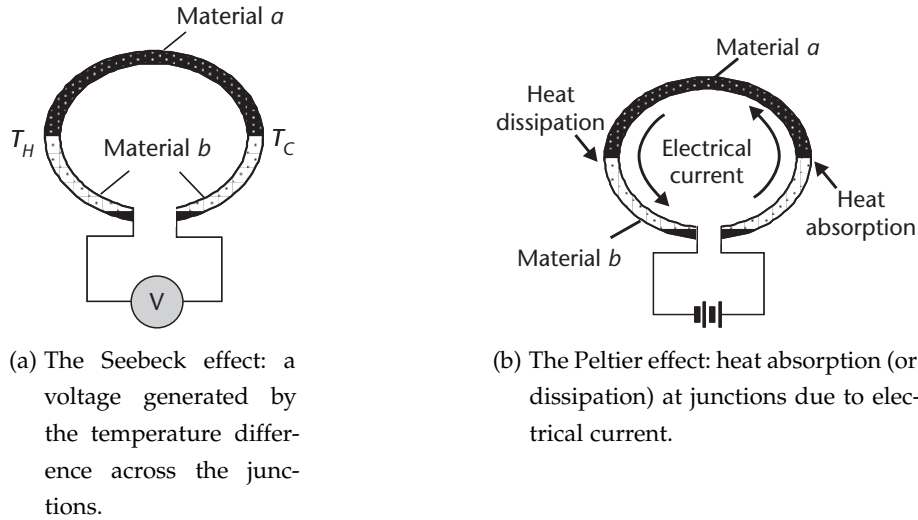 Material a
T_H
Material b
T_C
V
(a) The Seebeck effect: a
voltage generated by
the temperature differ-
ence across the junc-
tions.
Material a
Heat
dissipation
Electrical
current
Heat
absorption
Material b
(b) The Peltier effect: heat absorption (or
dissipation) at junctions due to elec-
trical current.